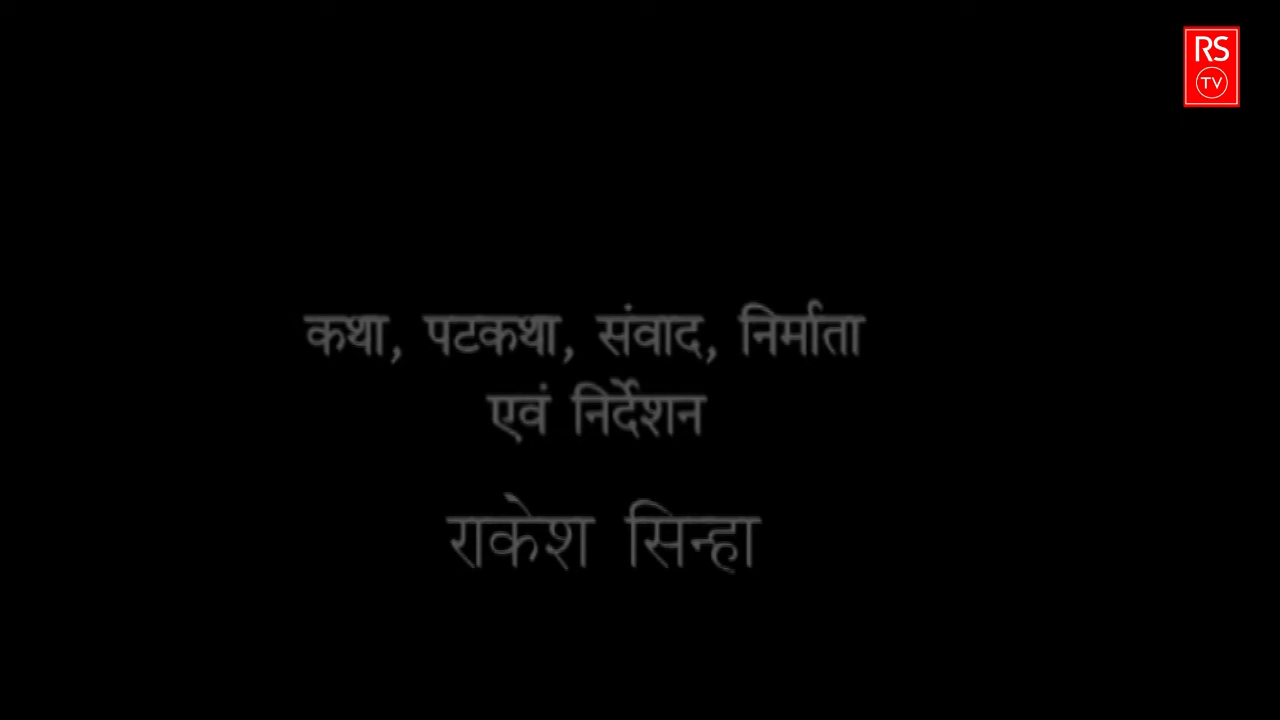 RS
TV
कथा, पटकथा, संवाद, निर्माता
एवं निर्देशन
राकेश सिन्हा